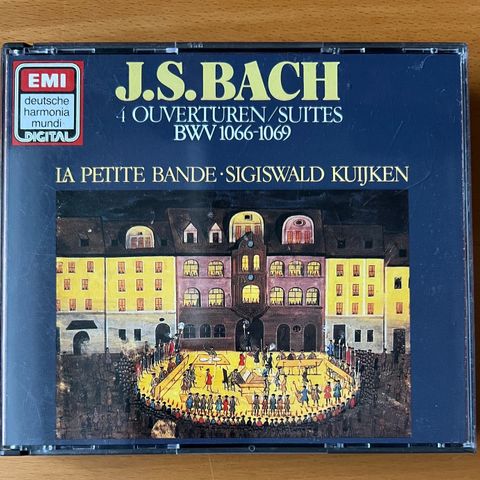 EMI
deutsche
harmonia
mundi
DIGITAL
J.S.BACH
4 OUVERTUREN/SUITES
BWV 1066-1069
LA PETITE BANDE · SIGISWALD KUIJKEN